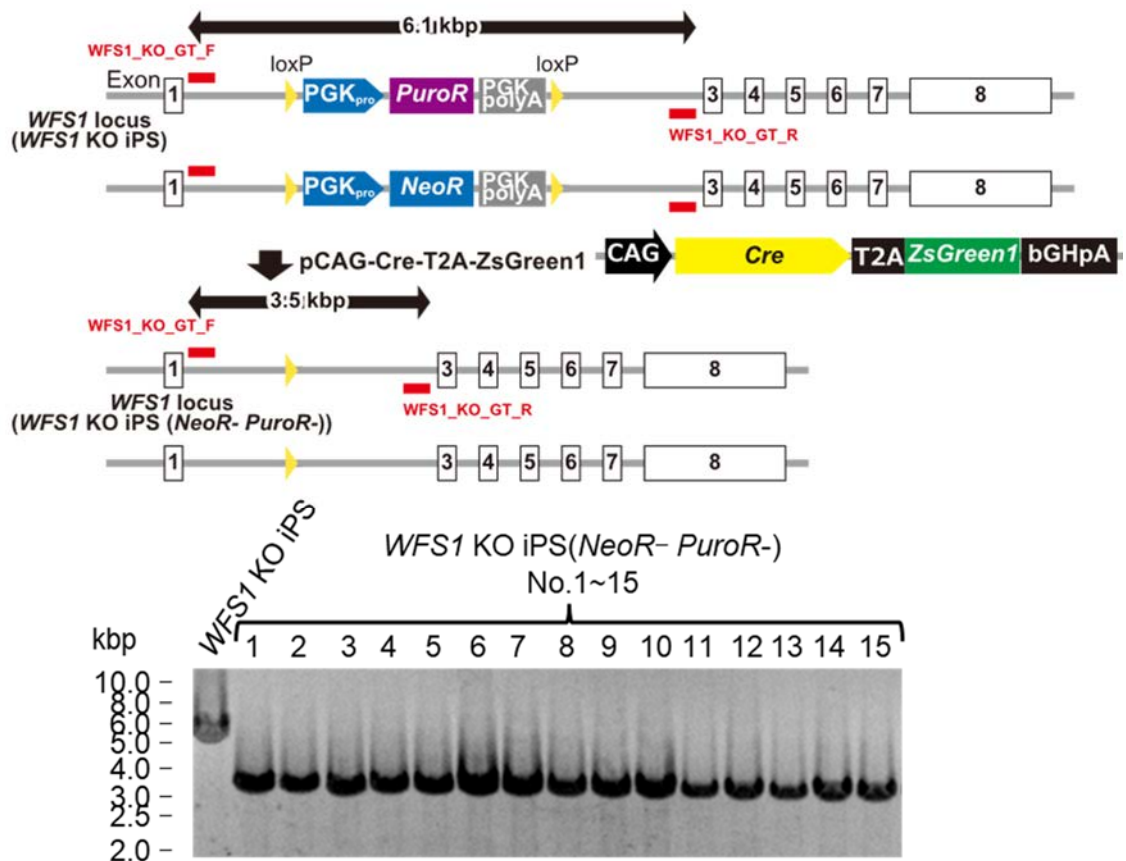 6.1 kbp
WFS1_KO_GT_F
loxP
loxP
Exon
1
PGKpro
PuroR
PGK polyA
3
4
5
6
7
8
WFS1 locus
(WFS1 KO iPS)
WFS1_KO_GT_R
1
PGKpro
NeoR
PGK polyA
3
4
5
6
7
8
pCAG-Cre-T2A-ZsGreen1
CAG
Cre
T2A
ZsGreen1
bGHpA
3.5 kbp
WFS1_KO_GT_F
1
3
4
5
6
7
8
WFS1 locus
(WFS1 KO iPS (NeoR- PuroR-))
WFS1_KO_GT_R
1
3
4
5
6
7
8
WFS1 KO iPS
WFS1 KO iPS(NeoR− PuroR-)
No.1~15
kbp
1 2 3 4 5 6 7 8 9 10 11 12 13 14 15
10.0
8.0
6.0
5.0
4.0
3.0
2.5
2.0